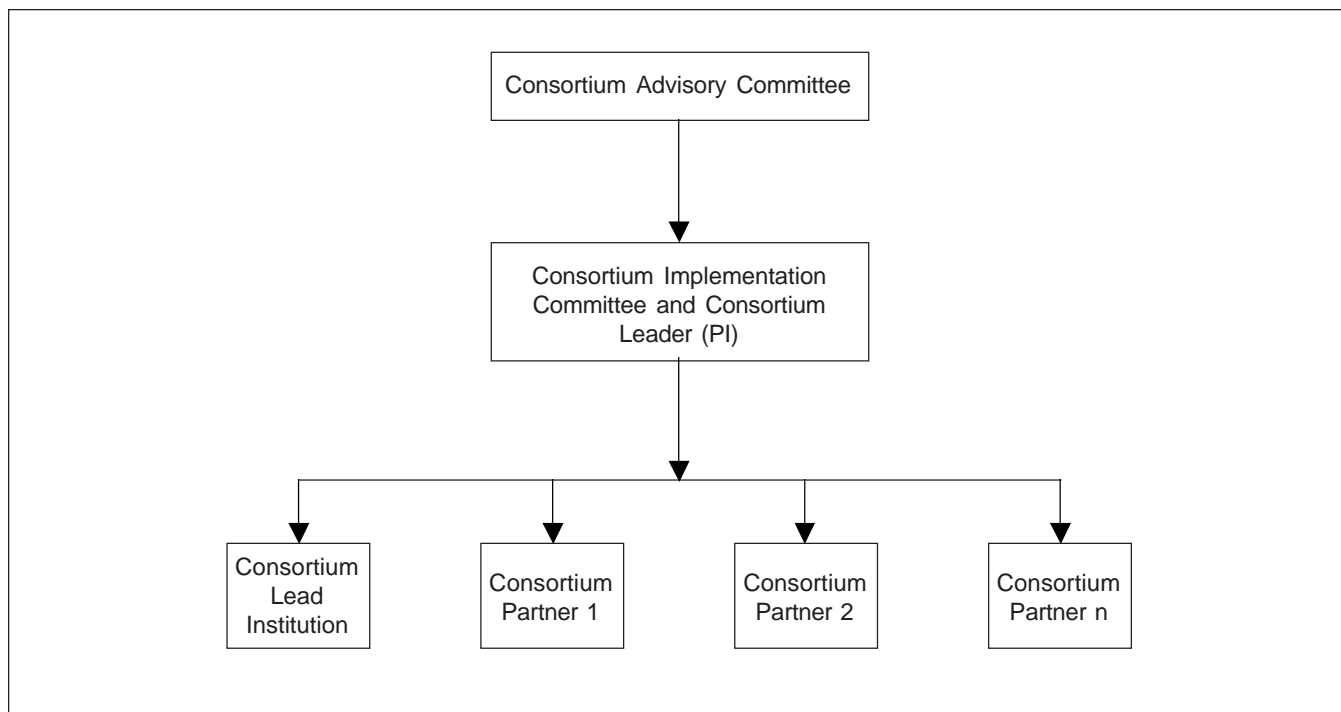 Consortium Advisory Committee
Consortium Implementation
Committee and Consortium
Leader (PI)
Consortium
Lead
Institution
Consortium
Partner 1
Consortium
Partner 2
Consortium
Partner n